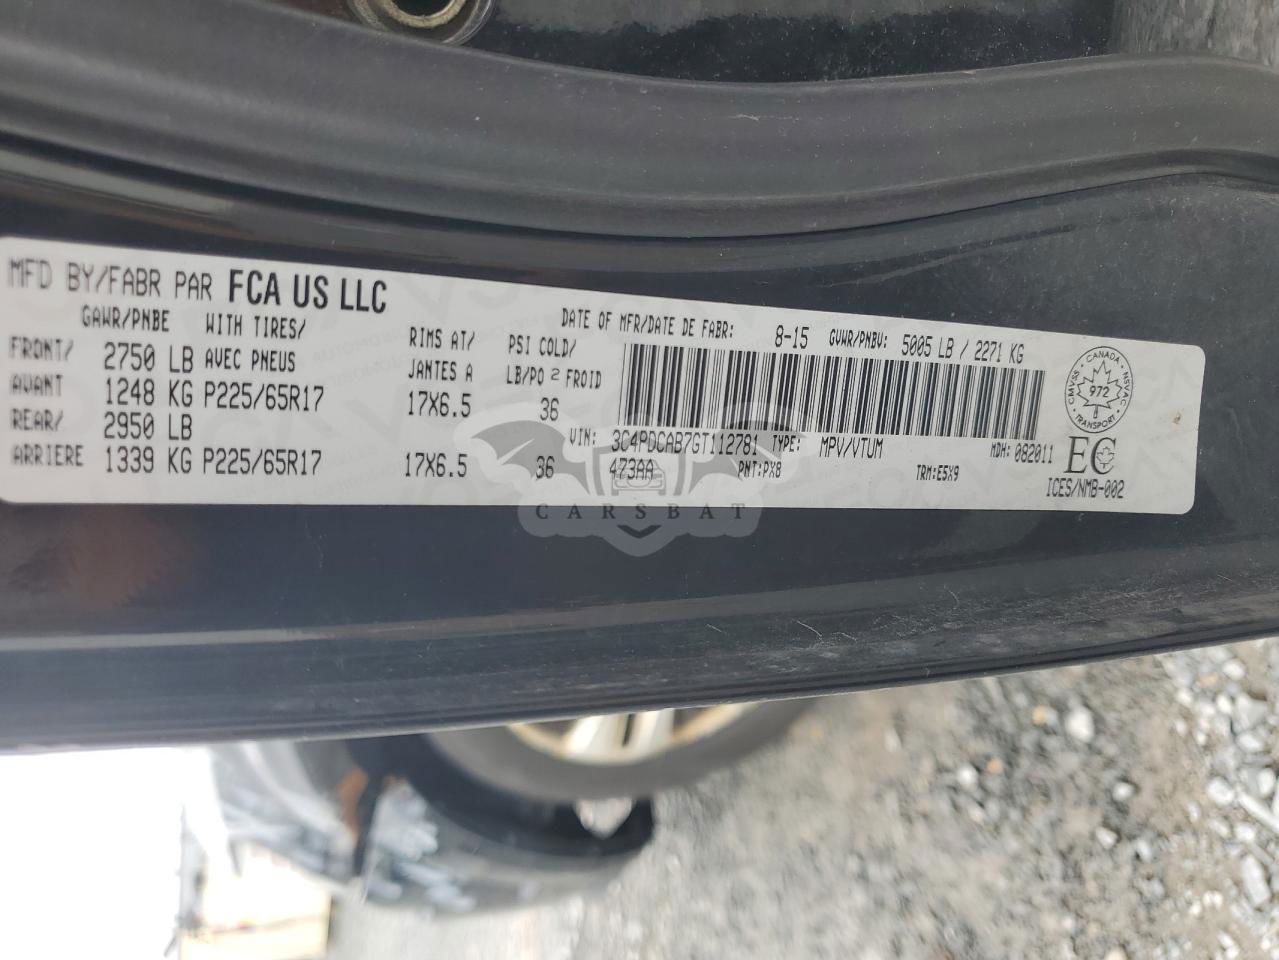 MFD BY/FABR PAR FCA US LLC
DATE OF MFR/DATE DE FABR: 8-15 GVWR/PNBV: 5005 LB / 2271 KG
GAWR/PNBE WITH TIRES/ RIMS AT/ PSI COLD/
FRONT/ 2750 LB AVEC PNEUS JANTES A LB/PO 2 FROID
AVANT 1248 KG P225/65R17 17X6.5 36
REAR/ 2950 LB
ARRIERE 1339 KG P225/65R17 17X6.5 36
VIN: 3C4PDCAB7GT112781 TYPE: MPV/VTUM MDH: 082011
473AA PNT:PX8 TRM:E5X9
CANADA
CMVSS 972 NSVAC
TRANSPORT
EC
ICES/NMB-002
CARSBAT